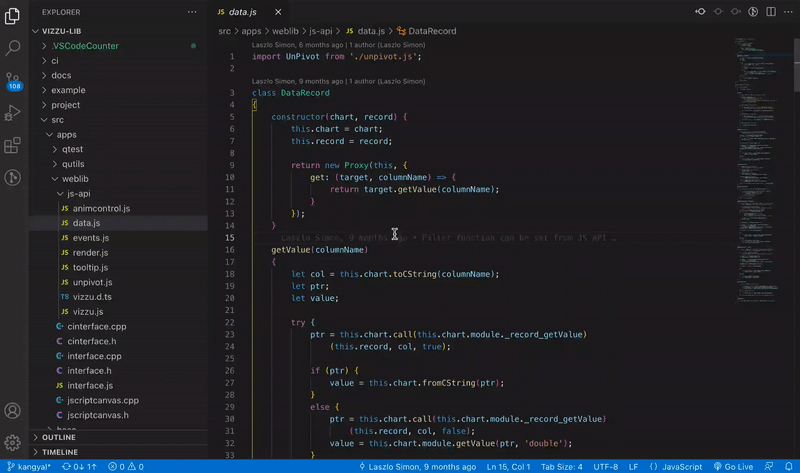 EXPLORER
VIZZU-LIB
.VSCodeCounter
ci
docs
example
project
src
apps
qtest
qutils
weblib
js-api
JS animcontrol.js
JS data.js
JS events.js
JS render.js
JS tooltip.js
JS unpivot.js
TS vizzu.d.ts
JS vizzu.js
cinterface.cpp
C cinterface.h
interface.cpp
C interface.h
JS interface.js
jscriptcanvas.cpp
C jscriptcanvas.h
OUTLINE
TIMELINE
108
JS data.js
src > apps > weblib > js-api > JS data.js > DataRecord
Laszlo Simon, 6 months ago | 1 author (Laszlo Simon)
1 import UnPivot from './unpivot.js';
2
Laszlo Simon, 9 months ago | 1 author (Laszlo Simon)
3 class DataRecord
4 {
5 constructor(chart, record) {
6 this.chart = chart;
7 this.record = record;
8
9 return new Proxy(this, {
10 get: (target, columnName) => {
11 return target.getValue(columnName);
12 }
13 });
14 }
15 Laszlo Simon, 9 months ago • Filter function can be set from JS API …
16 getValue(columnName)
17 {
18 let col = this.chart.toCString(columnName);
19 let ptr;
20 let value;
21
22 try {
23 ptr = this.chart.call(this.chart.module._record_getValue)
24 (this.record, col, true);
25
26 if (ptr) {
27 value = this.chart.fromCString(ptr);
28 }
29 else {
30 ptr = this.chart.call(this.chart.module._record_getValue)
31 (this.record, col, false);
32 value = this.chart.module.getValue(ptr, 'double');
33 }
kangyal* 0↓ 1↑ 0 0 Laszlo Simon, 9 months ago Ln 15, Col 1 Tab Size: 4 UTF-8 LF {} JavaScript Go Live